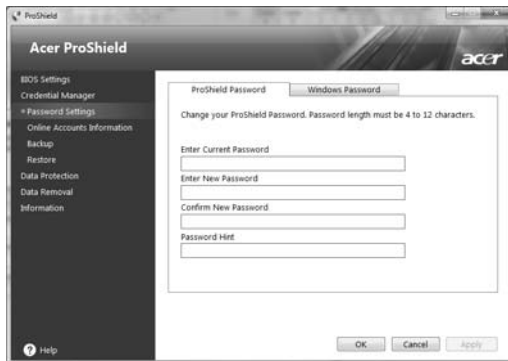 ProShield
Acer ProShield
acer
BIOS Settings
Credential Manager
Password Settings
Online Accounts Information
Backup
Restore
Data Protection
Data Removal
Information
Help
ProShield Password
Windows Password
Change your ProShield Password. Password length must be 4 to 12 characters.
Enter Current Password
Enter New Password
Confirm New Password
Password Hint
OK
Cancel
Apply